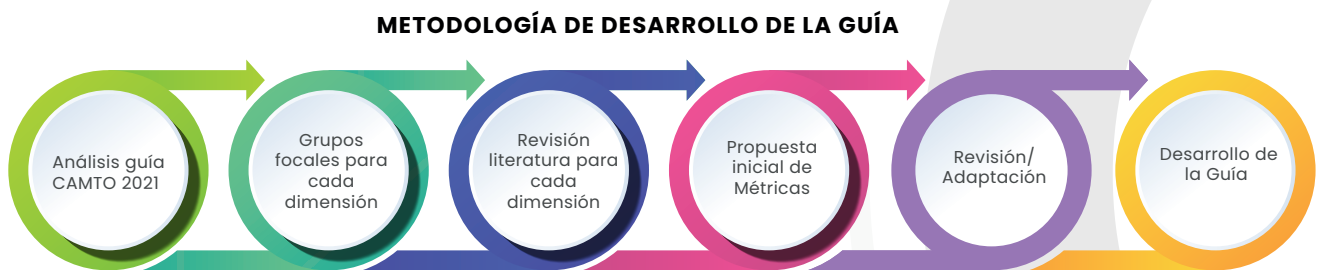 METODOLOGÍA DE DESARROLLO DE LA GUÍA
Análisis guía
CAMTO 2021
Grupos
focales para
cada
dimensión
Revisión
literatura para
cada
dimensión
Propuesta
inicial de
Métricas
Revisión/
Adaptación
Desarrollo de
la Guía